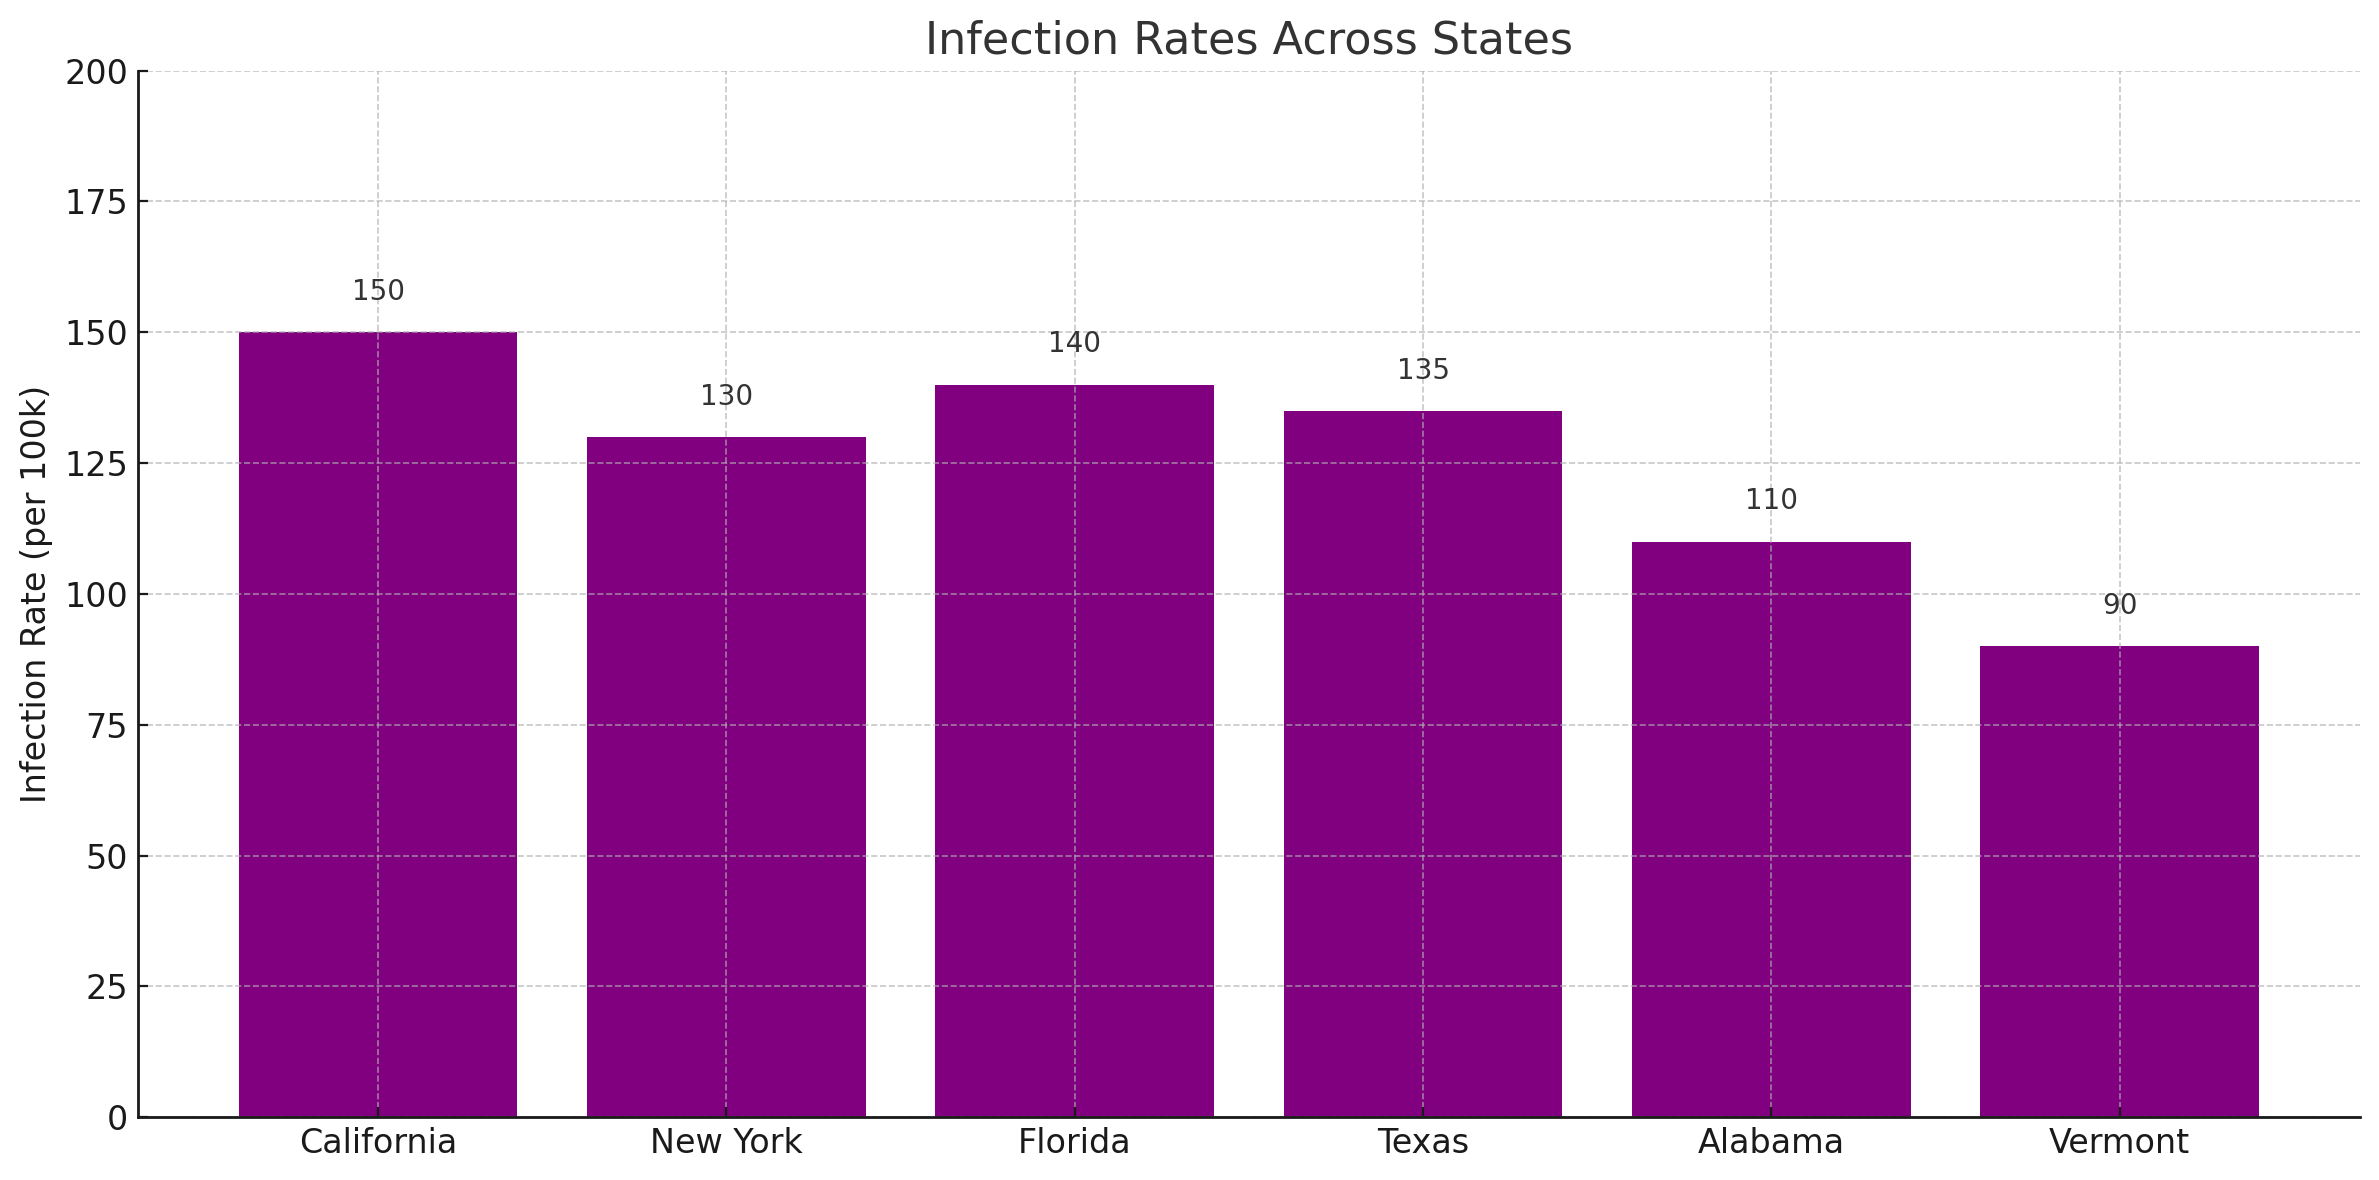 Infection Rates Across States
Infection Rate (per 100k)
200
175
150
125
100
75
50
25
0
150
130
140
135
110
90
California
New York
Florida
Texas
Alabama
Vermont